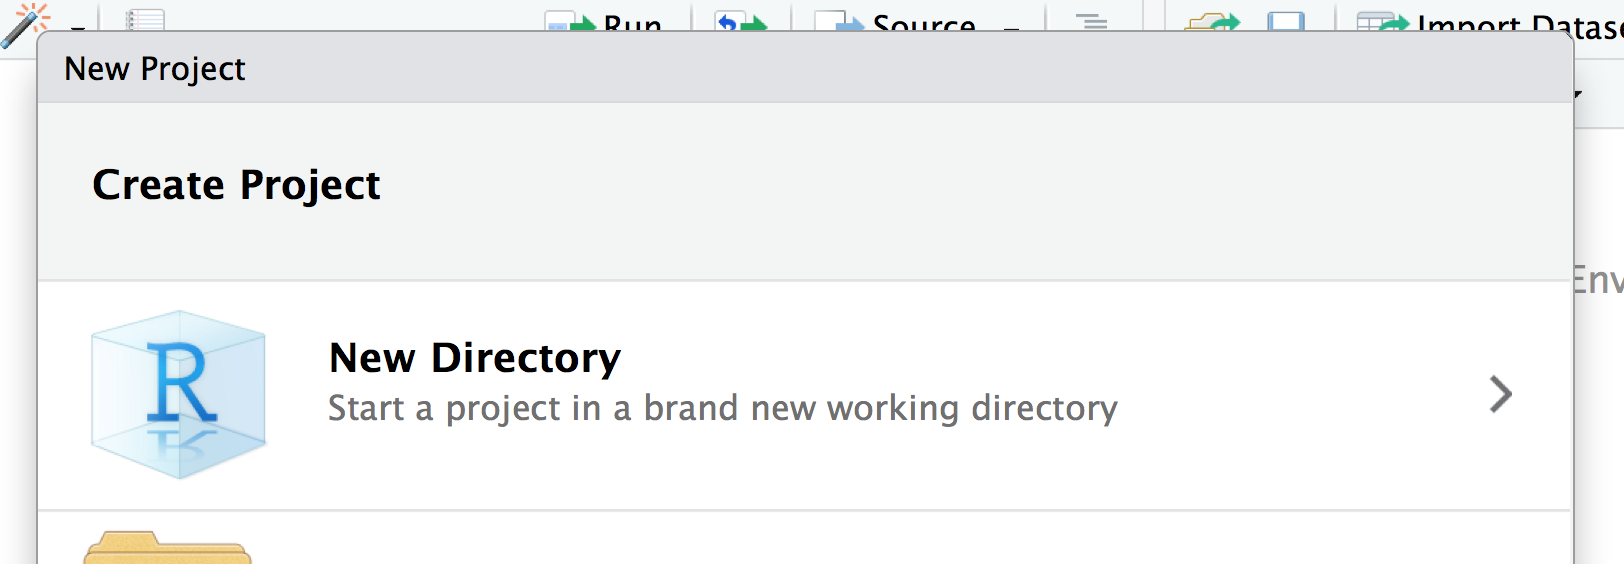 Run Source Import Datas
New Project
Create Project
Env
New Directory
Start a project in a brand new working directory